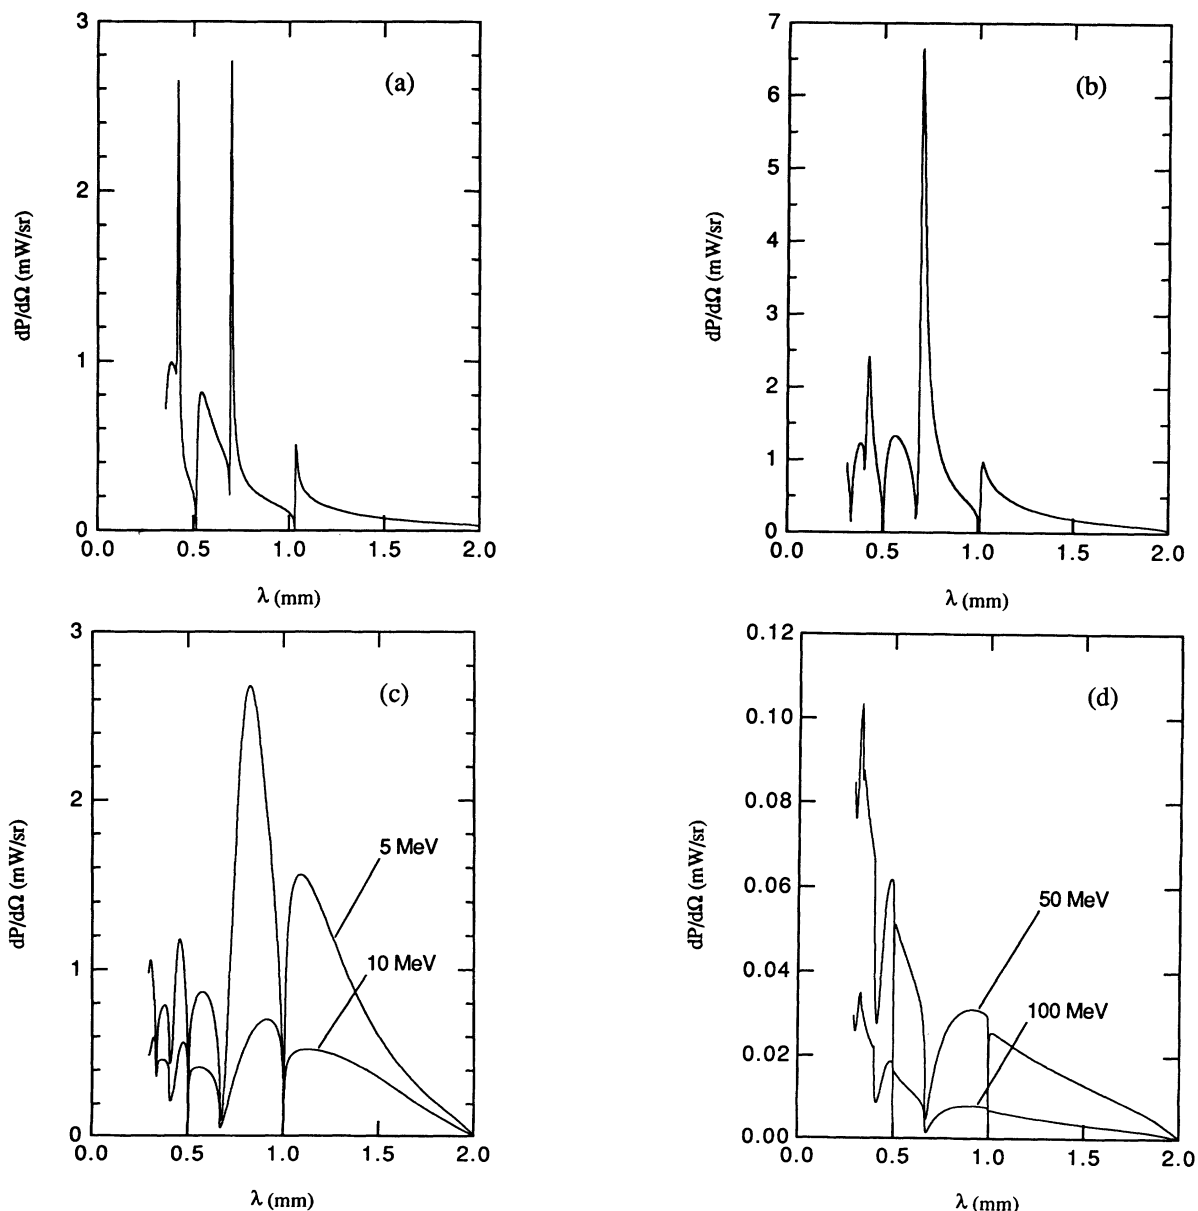 3
(a)
2
dP/dΩ (mW/sr)
1
0
0.0 0.5 1.0 1.5 2.0
λ (mm)
7
(b)
6
5
4
dP/dΩ (mW/sr)
3
2
1
0
0.0 0.5 1.0 1.5 2.0
λ (mm)
3
(c)
2
5 MeV
dP/dΩ (mW/sr)
10 MeV
1
0
0.0 0.5 1.0 1.5 2.0
λ (mm)
0.12
(d)
0.10
0.08
dP/dΩ (mW/sr)
0.06
50 MeV
0.04
100 MeV
0.02
0.00
0.0 0.5 1.0 1.5 2.0
λ (mm)